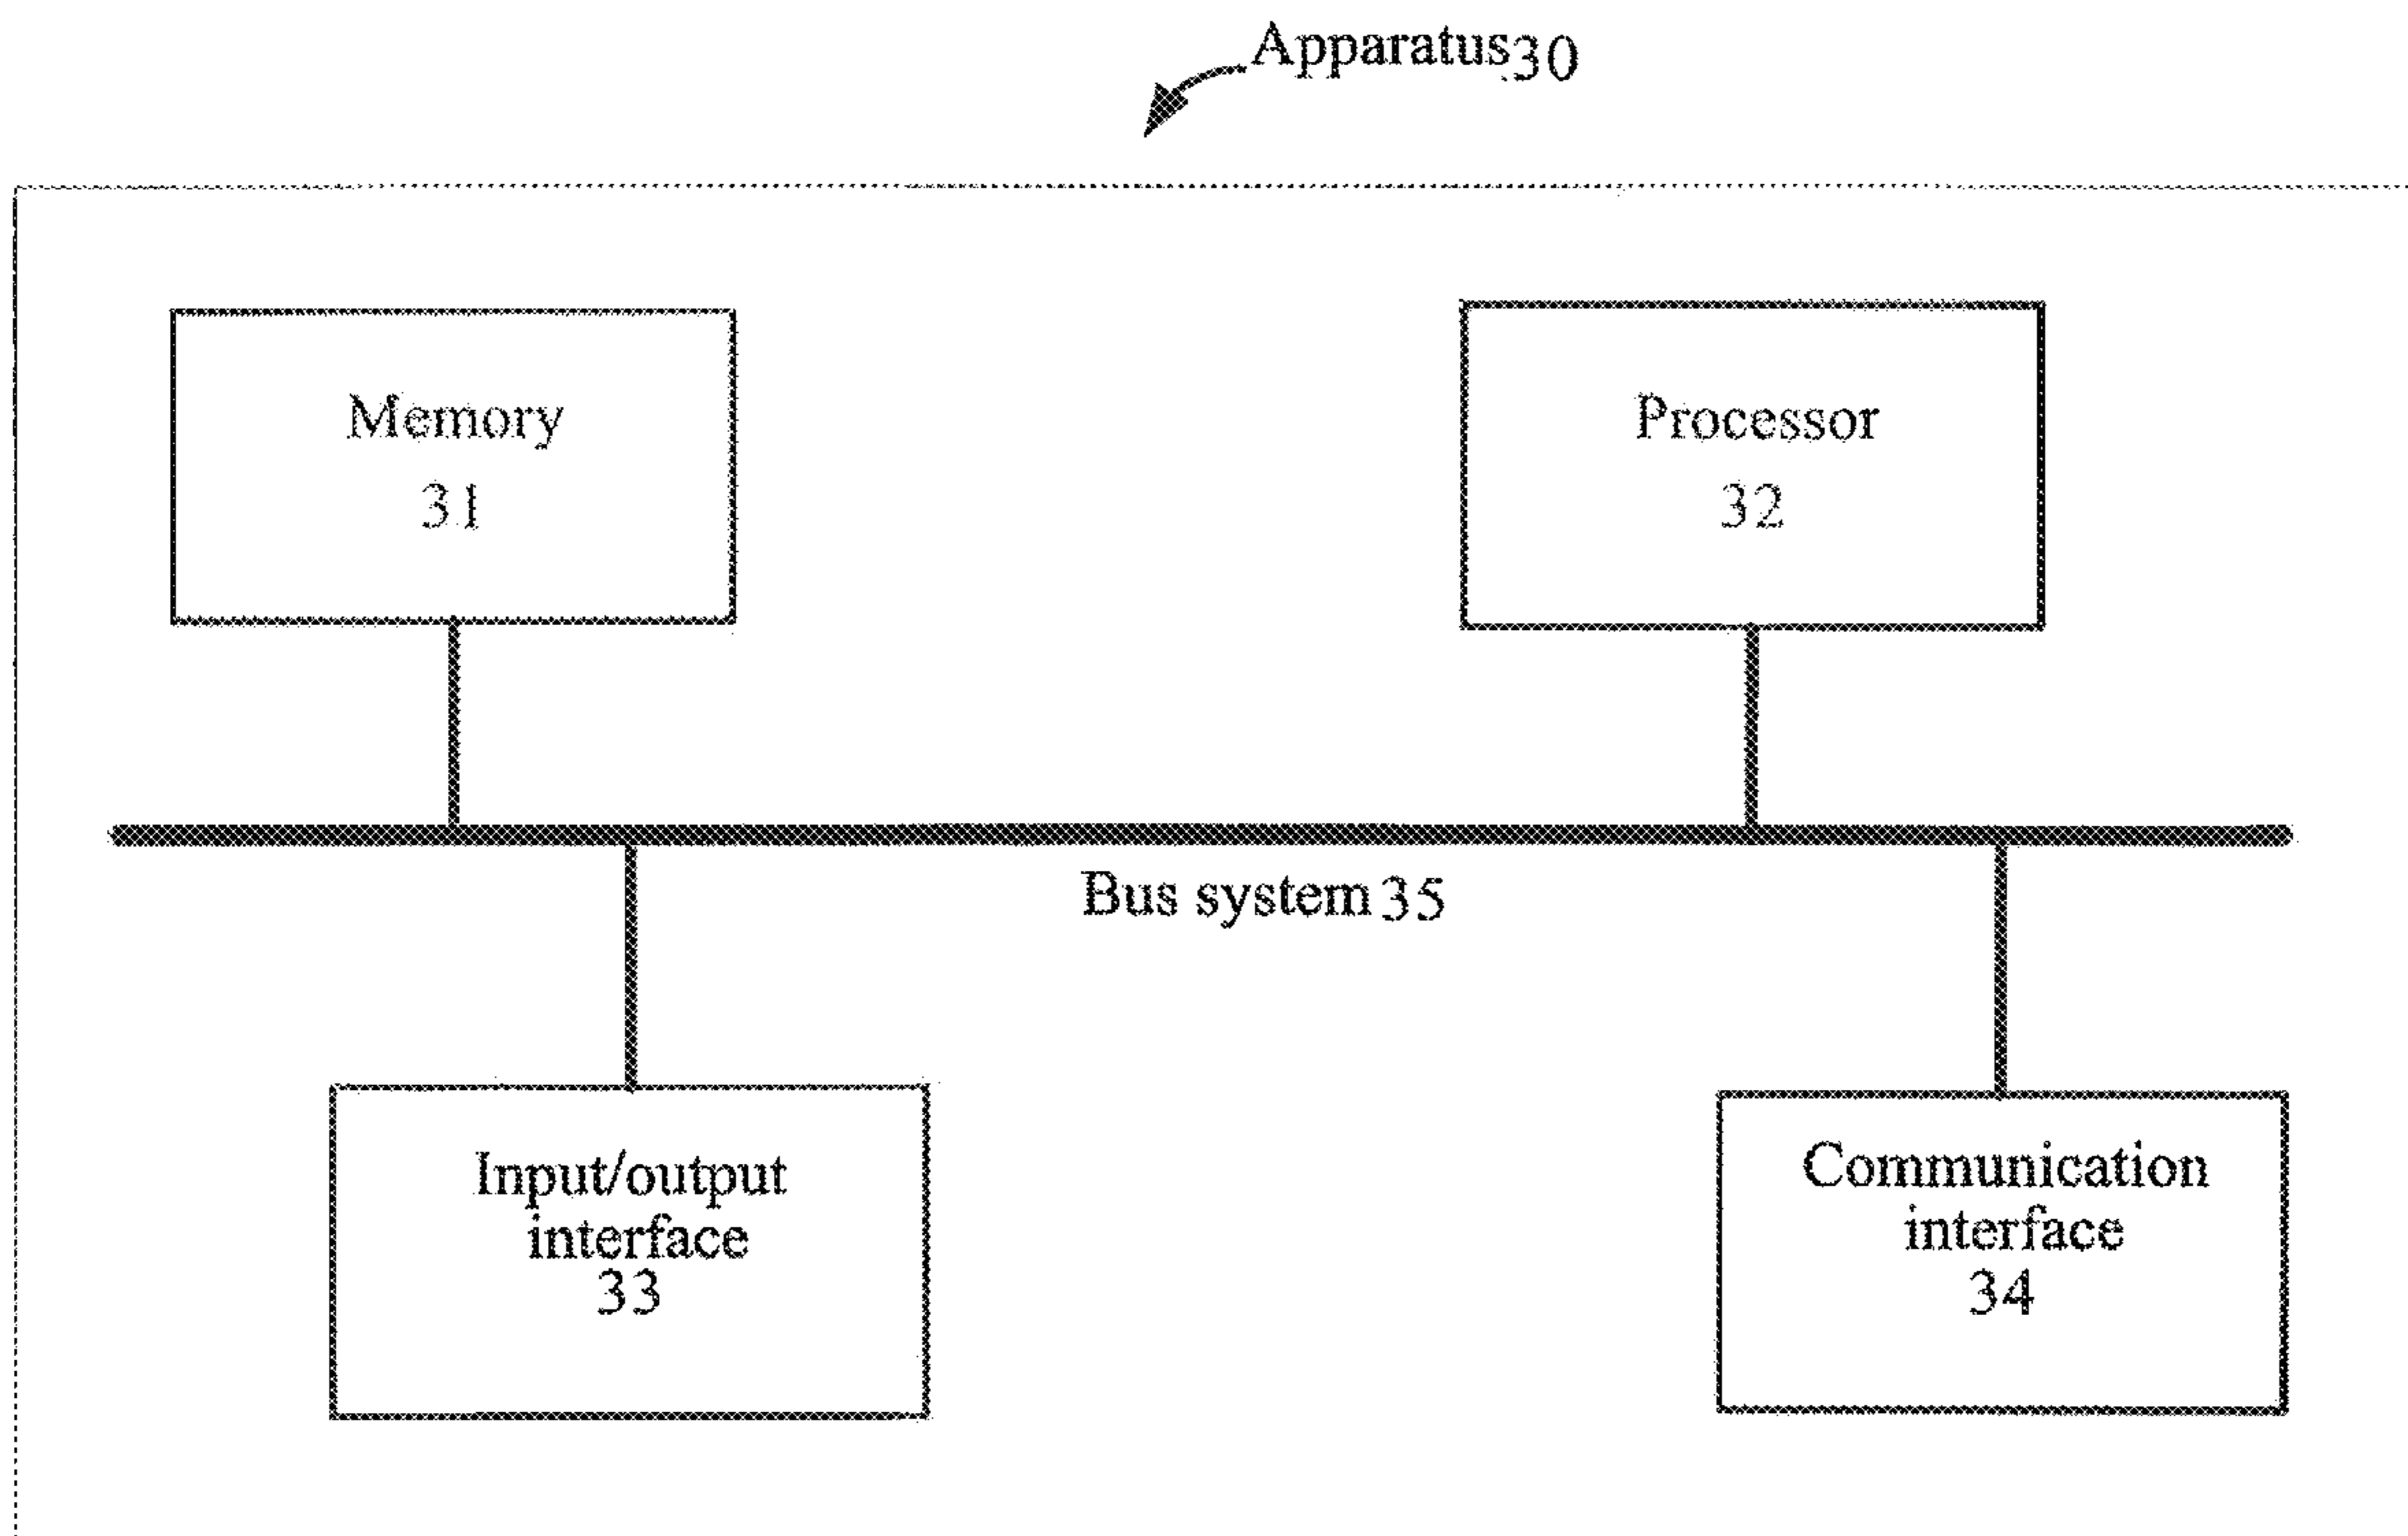 Apparatus30
Memory
31
Processor
32
Bus system 35
Input/output
interface
33
Communication
interface
34